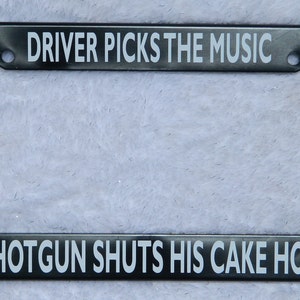 DRIVER PICKS THE MUSIC
HOTGUN SHUTS HIS CAKE HO